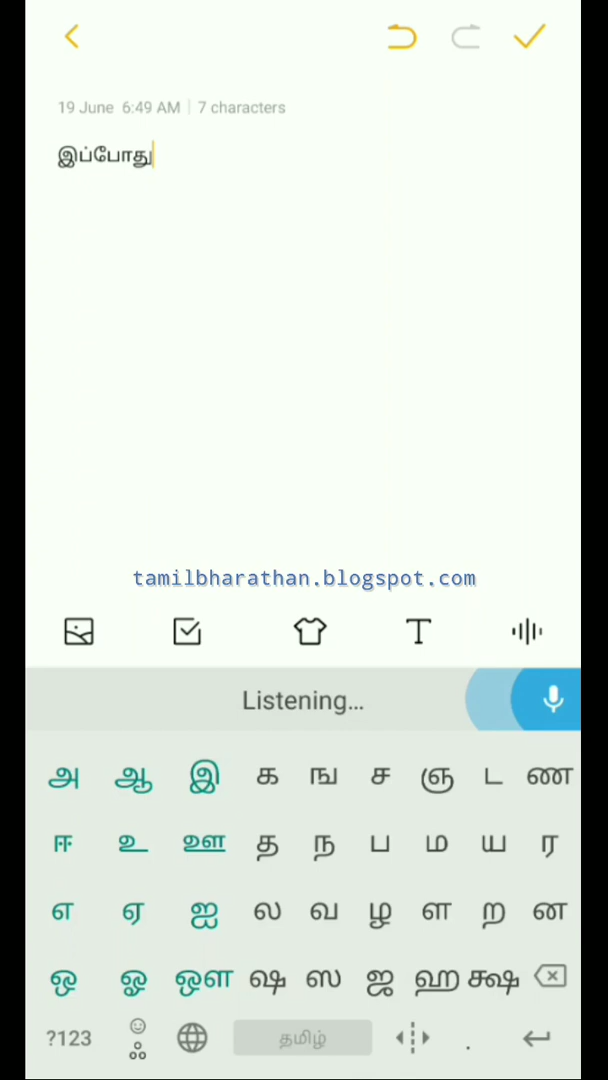 19 June 6:49 AM | 7 characters
இப்போது
tamilbharathan.blogspot.com
T
Listening...
அ ஆ இ க ங ச ஞ ட ண
ஈ உ ஊ த ந ப ம ய ர
எ ஏ ஐ ல வ ழ ள ற ன
ஒ ஓ ஔ ஷ ஸ ஜ ஹ க்ஷ
?123 தமிழ் .